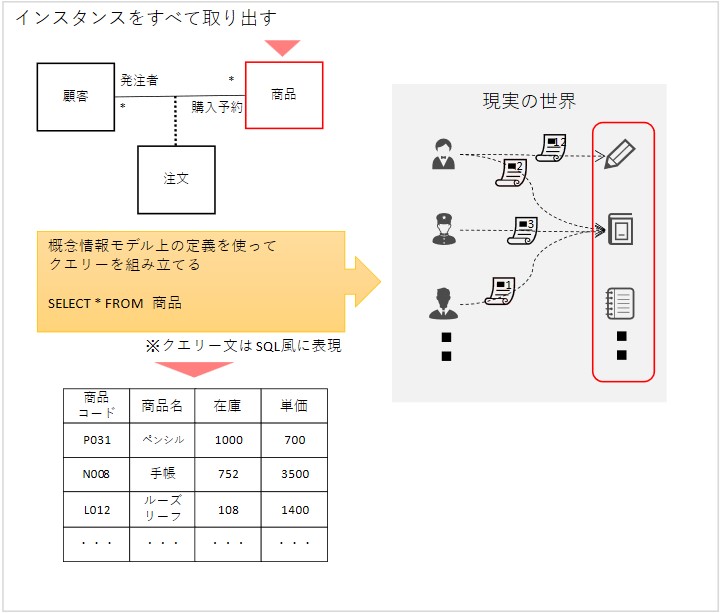 インスタンスをすべて取り出す
顧客
発注者
*
*
購入予約
商品
注文
現実の世界
12
2
3
1
概念情報モデル上の定義を使って
クエリーを組み立てる
SELECT * FROM 商品
※クエリー文はSQL風に表現
商品
コード
商品名
在庫
単価
P031
ペンシル
1000
700
N008
手帳
752
3500
L012
ルーズ
リーフ
108
1400
・・・
・・・
・・・
・・・